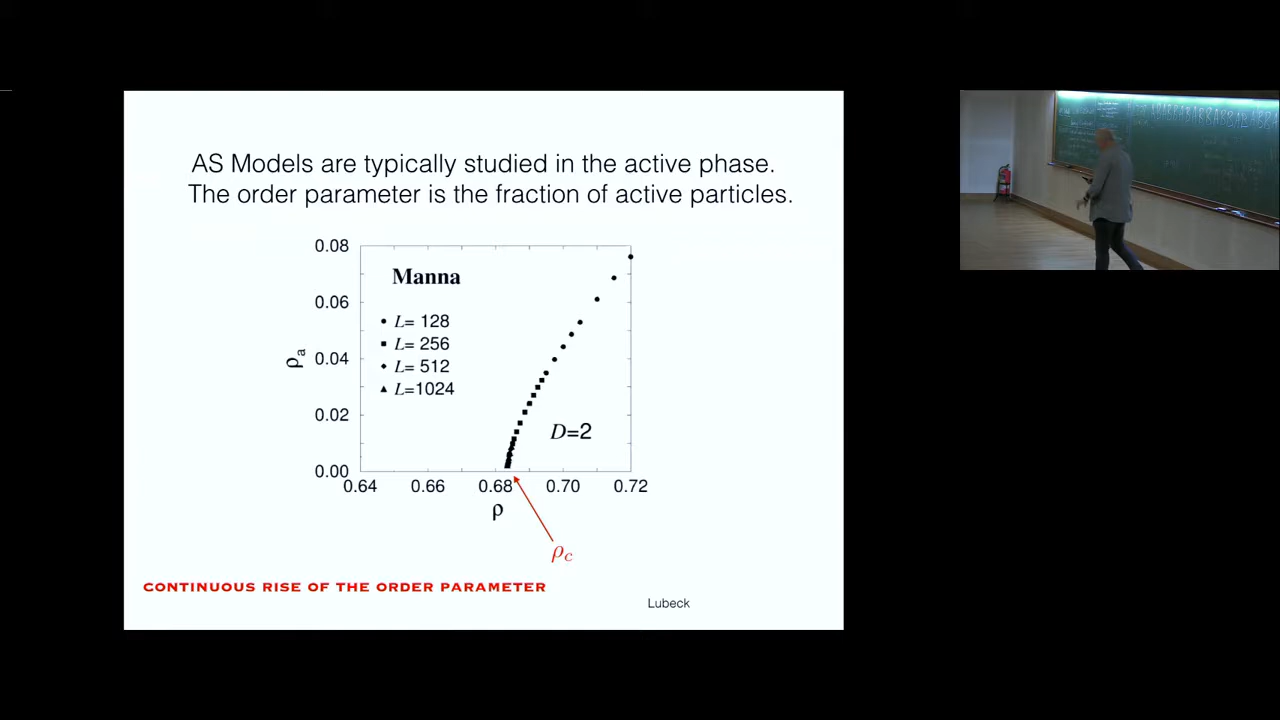 AS Models are typically studied in the active phase.
The order parameter is the fraction of active particles.
0.08
0.06
0.04
0.02
0.00
ρa
Manna
L= 128
L= 256
L= 512
L=1024
D=2
0.64 0.66 0.68 0.70 0.72
ρ
ρc
CONTINUOUS RISE OF THE ORDER PARAMETER
Lubeck